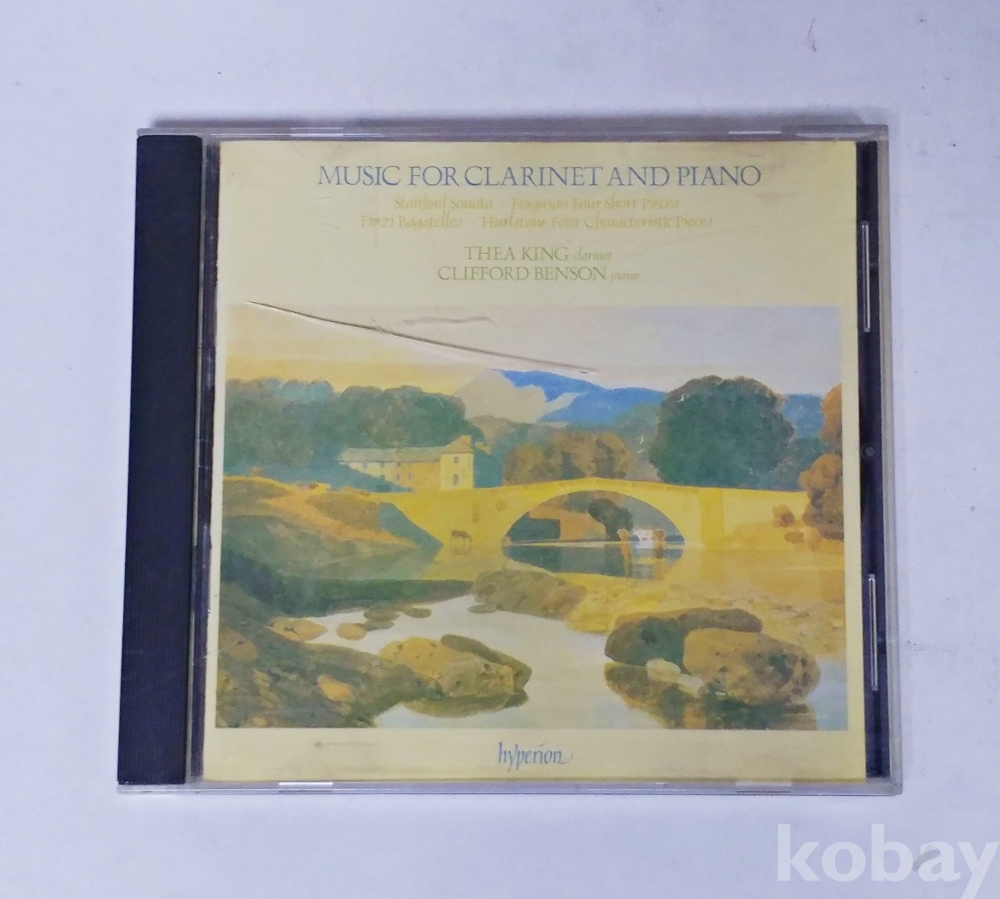 MUSIC FOR CLARINET AND PIANO
Stanford Sonata · Ferguson Four Short Pieces
Finzi Bagatelles · Hurlstone Four Characteristic Pieces
THEA KING clarinet
CLIFFORD BENSON piano
hyperion
kobay